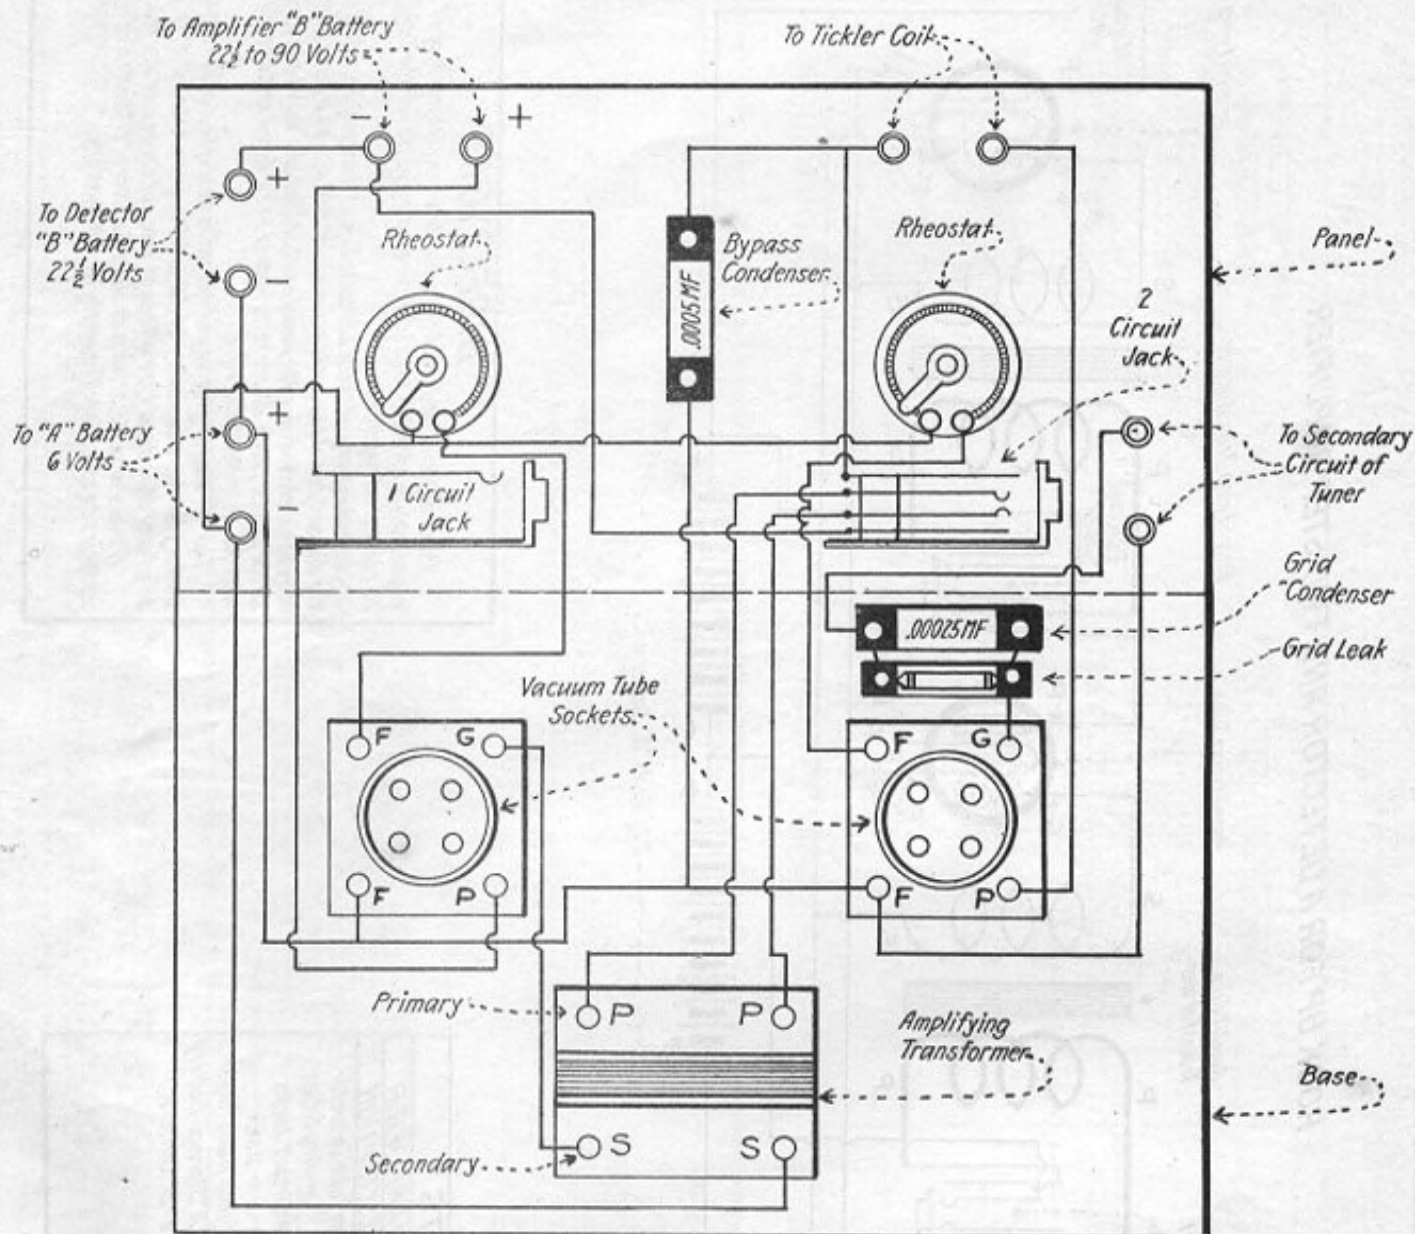 To Amplifier "B" Battery
22½ to 90 Volts
To Tickler Coil
-
+
+
To Detector
"B" Battery
22½ Volts
-
Rheostat
Bypass
Condenser
.0005 MF
Rheostat
Panel
2
Circuit
Jack
+
To "A" Battery
6 Volts
-
1 Circuit
Jack
To Secondary
Circuit of
Tuner
Grid
Condenser
.00025 MF
Grid Leak
Vacuum Tube
Sockets
F G
F P
F G
F P
Primary
P P
Amplifying
Transformer
Base
Secondary
S S